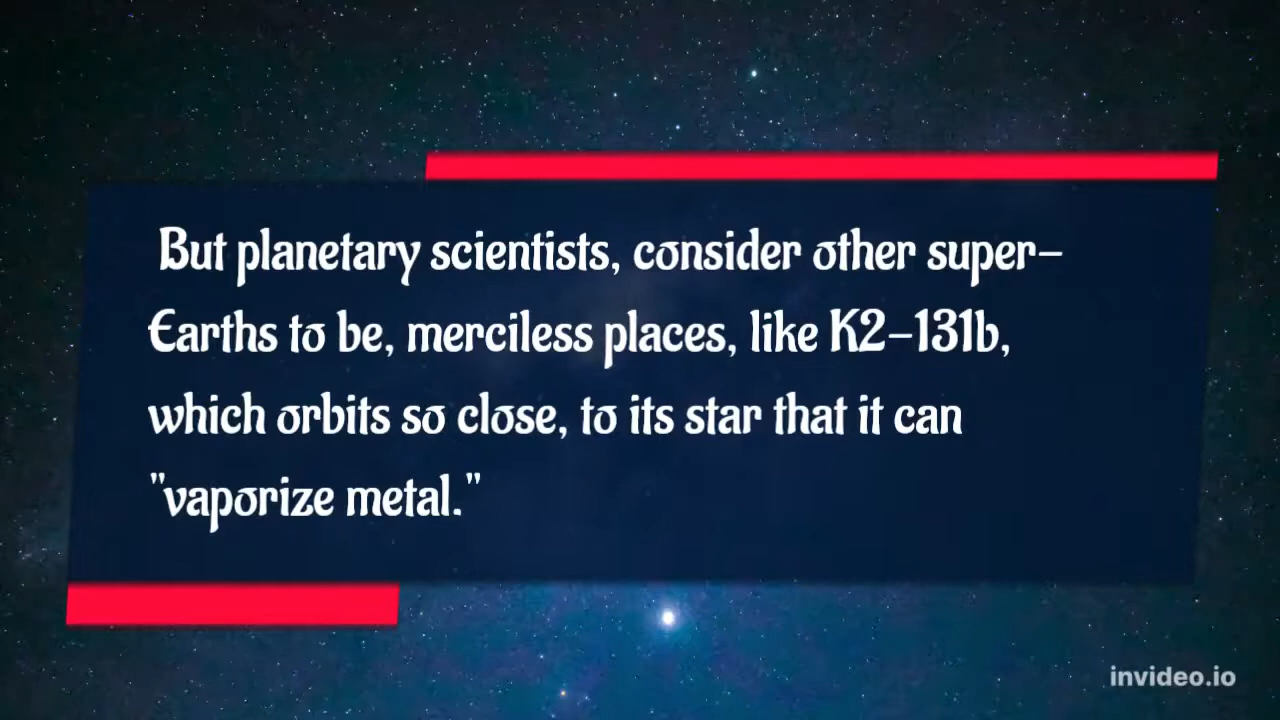 But planetary scientists, consider other super-
Earths to be, merciless places, like K2-131b,
which orbits so close, to its star that it can
"vaporize metal."
invideo.io